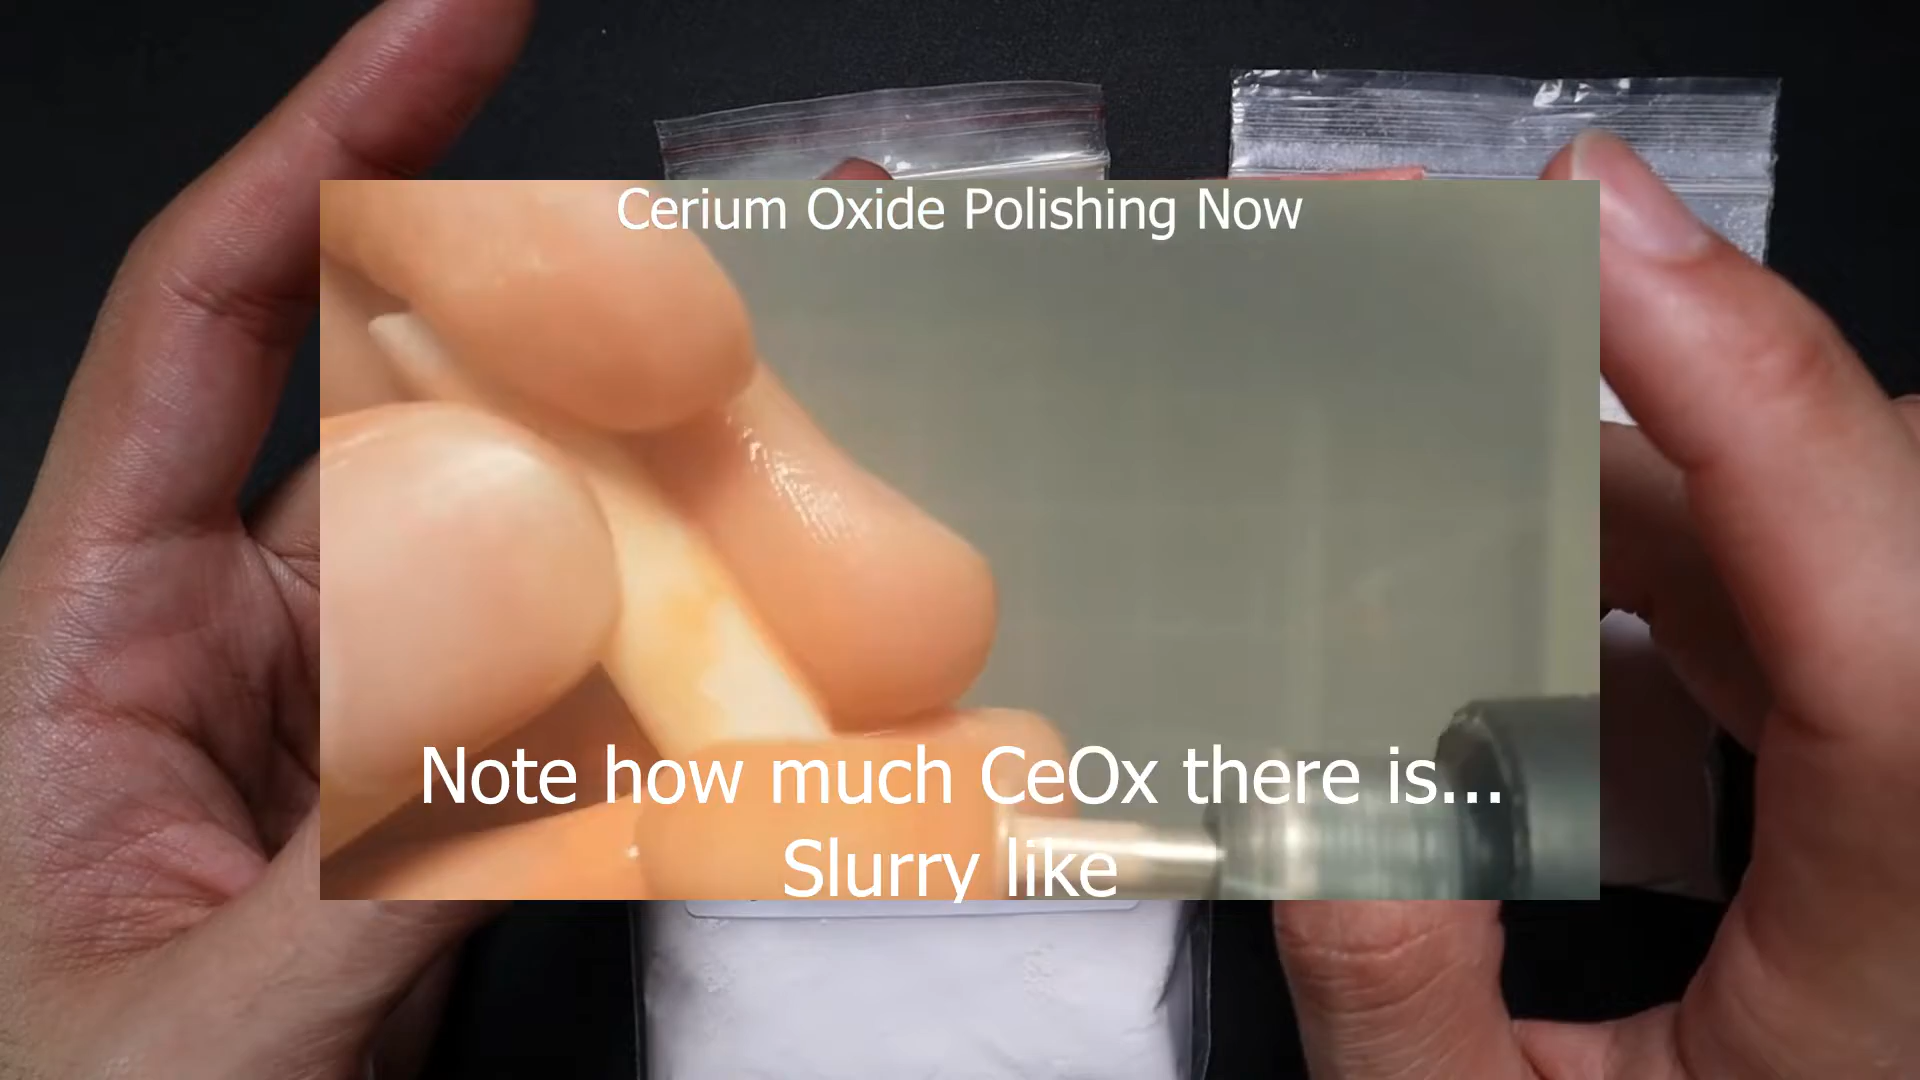 Cerium Oxide Polishing Now
Note how much CeOx there is...
Slurry like